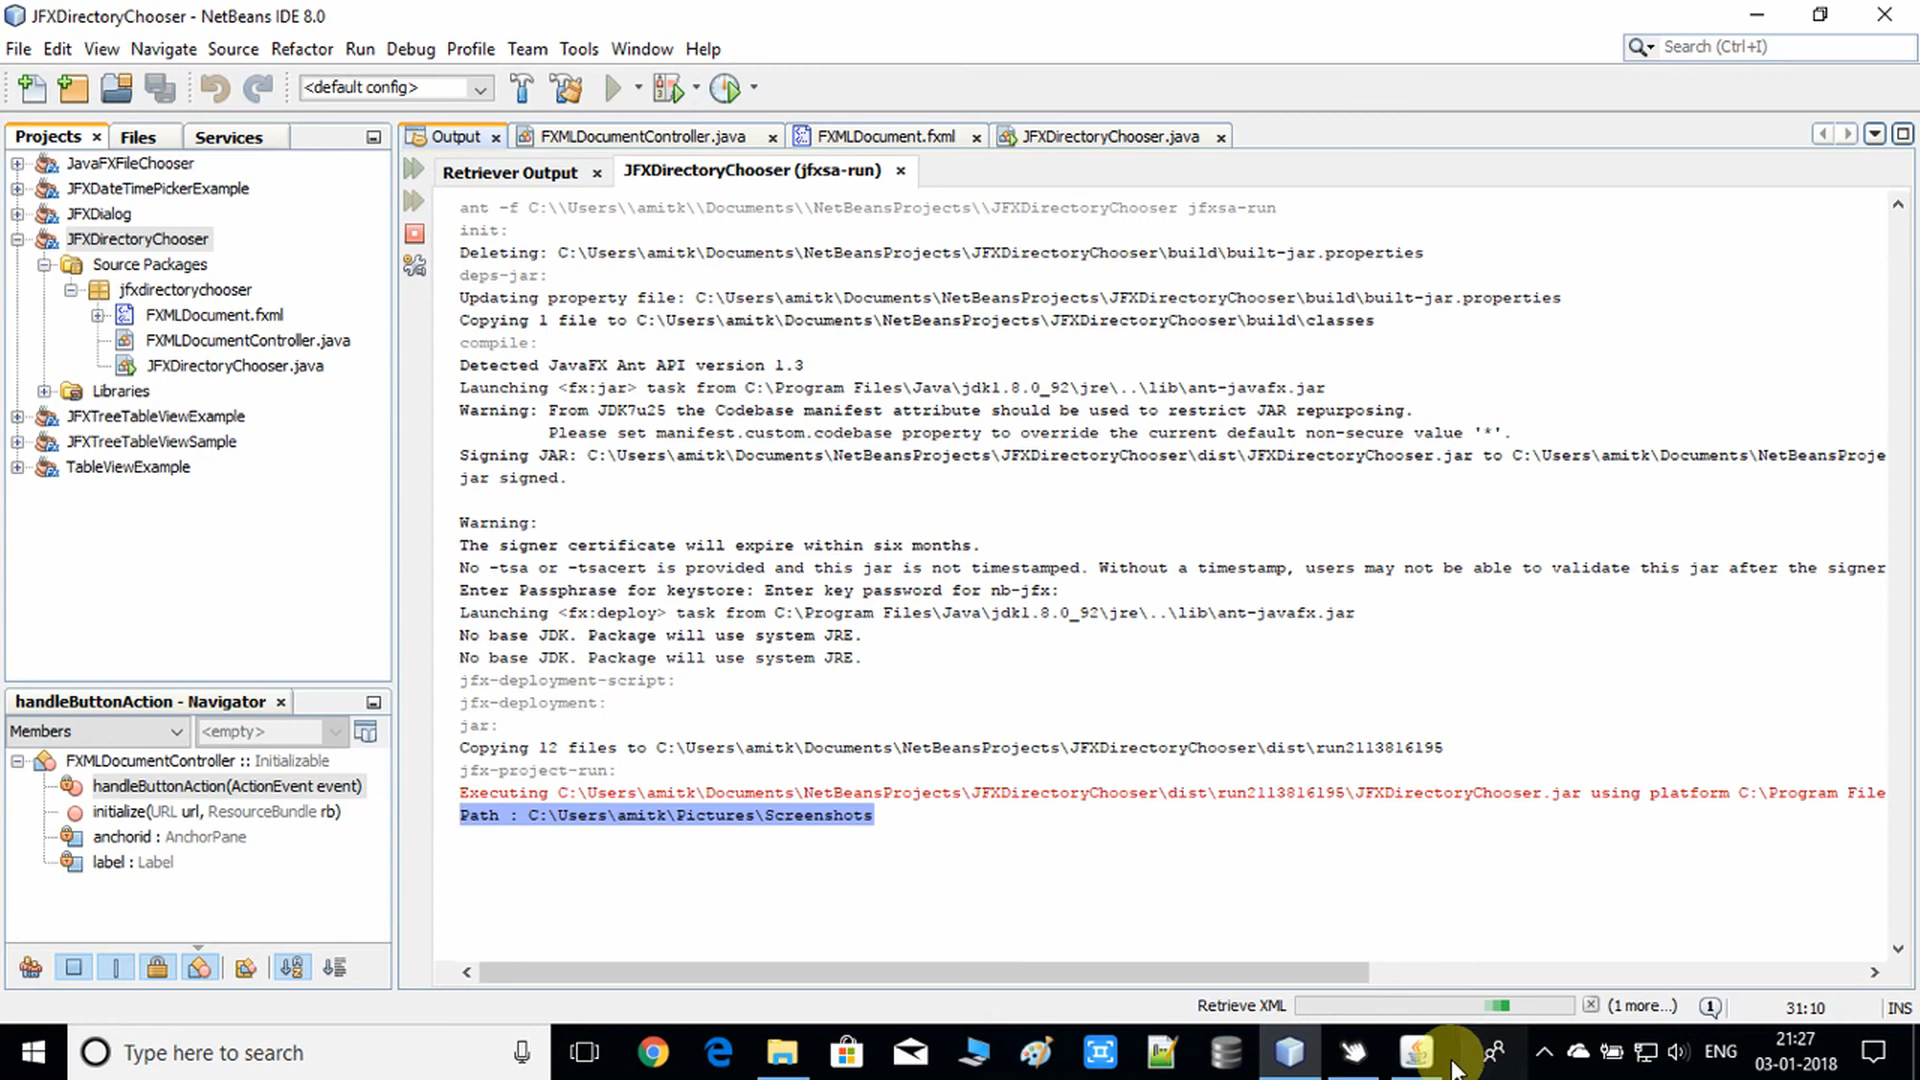 JFXDirectoryChooser - NetBeans IDE 8.0
File Edit View Navigate Source Refactor Run Debug Profile Team Tools Window Help
Search (Ctrl+I)
<default config>
Projects Files Services
JavaFXFileChooser
JFXDateTimePickerExample
JFXDialog
JFXDirectoryChooser
Source Packages
jfxdirectorychooser
FXMLDocument.fxml
FXMLDocumentController.java
JFXDirectoryChooser.java
Libraries
JFXTreeTableViewExample
JFXTreeTableViewSample
TableViewExample
handleButtonAction - Navigator
Members <empty>
FXMLDocumentController :: Initializable
handleButtonAction(ActionEvent event)
initialize(URL url, ResourceBundle rb)
anchorid : AnchorPane
label : Label
Output FXMLDocumentController.java FXMLDocument.fxml JFXDirectoryChooser.java
Retriever Output JFXDirectoryChooser (jfxsa-run)
ant -f C:\\Users\\amitk\\Documents\\NetBeansProjects\\JFXDirectoryChooser jfxsa-run
init:
Deleting: C:\Users\amitk\Documents\NetBeansProjects\JFXDirectoryChooser\build\built-jar.properties
deps-jar:
Updating property file: C:\Users\amitk\Documents\NetBeansProjects\JFXDirectoryChooser\build\built-jar.properties
Copying 1 file to C:\Users\amitk\Documents\NetBeansProjects\JFXDirectoryChooser\build\classes
compile:
Detected JavaFX Ant API version 1.3
Launching <fx:jar> task from C:\Program Files\Java\jdk1.8.0_92\jre\..\lib\ant-javafx.jar
Warning: From JDK7u25 the Codebase manifest attribute should be used to restrict JAR repurposing.
Please set manifest.custom.codebase property to override the current default non-secure value '*'.
Signing JAR: C:\Users\amitk\Documents\NetBeansProjects\JFXDirectoryChooser\dist\JFXDirectoryChooser.jar to C:\Users\amitk\Documents\NetBeansProje
jar signed.
Warning:
The signer certificate will expire within six months.
No -tsa or -tsacert is provided and this jar is not timestamped. Without a timestamp, users may not be able to validate this jar after the signer
Enter Passphrase for keystore: Enter key password for nb-jfx:
Launching <fx:deploy> task from C:\Program Files\Java\jdk1.8.0_92\jre\..\lib\ant-javafx.jar
No base JDK. Package will use system JRE.
No base JDK. Package will use system JRE.
jfx-deployment-script:
jfx-deployment:
jar:
Copying 12 files to C:\Users\amitk\Documents\NetBeansProjects\JFXDirectoryChooser\dist\run2113816195
jfx-project-run:
Executing C:\Users\amitk\Documents\NetBeansProjects\JFXDirectoryChooser\dist\run2113816195\JFXDirectoryChooser.jar using platform C:\Program File
Path : C:\Users\amitk\Pictures\Screenshots
Retrieve XML (1 more...) 1 31:10 INS
Type here to search
ENG
21:27
03-01-2018